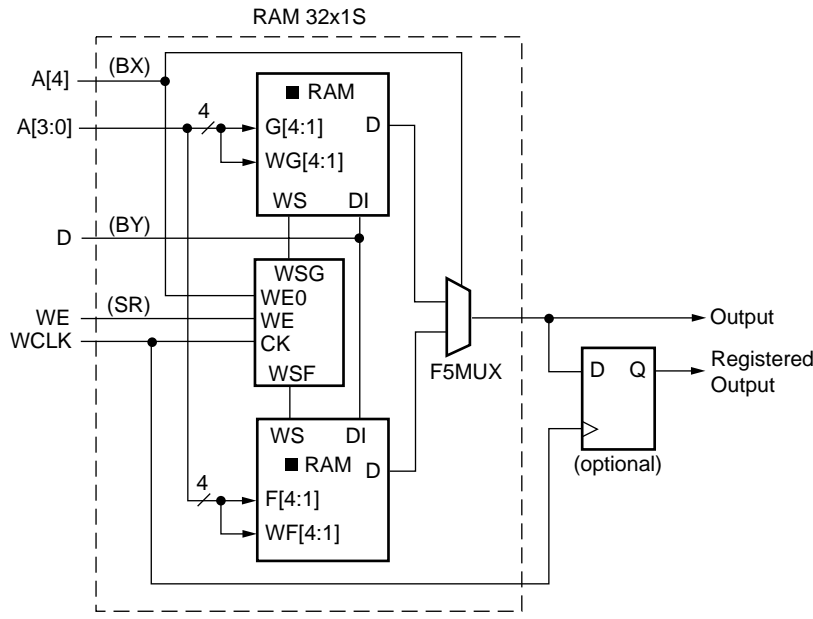 RAM 32x1S
A[4]
(BX)
RAM
A[3:0]
4
G[4:1]
D
WG[4:1]
WS
DI
D
(BY)
WSG
WE0
WE
(SR)
WE
WCLK
CK
WSF
F5MUX
Output
D
Q
Registered
Output
(optional)
WS
DI
RAM
D
4
F[4:1]
WF[4:1]